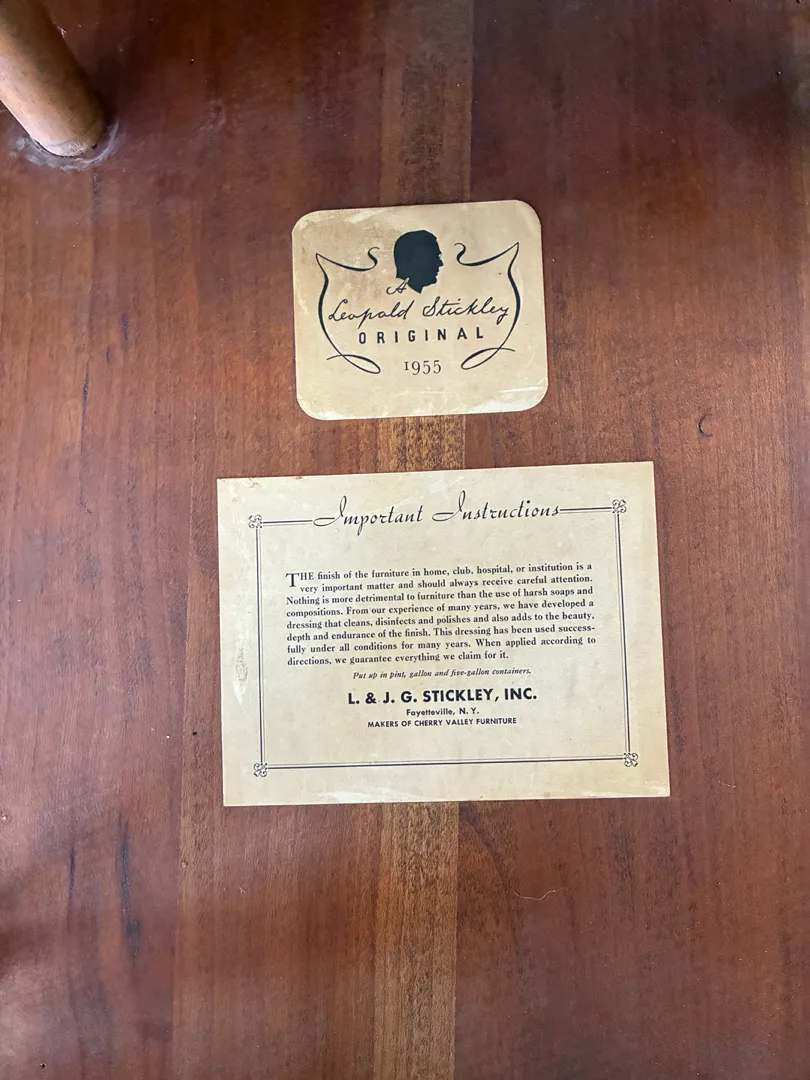 A
Leopold Stickley
ORIGINAL
1955
Important Instructions
THE finish of the furniture in home, club, hospital, or institution is a
very important matter and should always receive careful attention.
Nothing is more detrimental to furniture than the use of harsh soaps and
compositions. From our experience of many years, we have developed a
dressing that cleans, disinfects and polishes and also adds to the beauty,
depth and endurance of the finish. This dressing has been used success-
fully under all conditions for many years. When applied according to
directions, we guarantee everything we claim for it.
Put up in pint, gallon and five-gallon containers.
L. & J. G. STICKLEY, INC.
Fayetteville, N. Y.
MAKERS OF CHERRY VALLEY FURNITURE